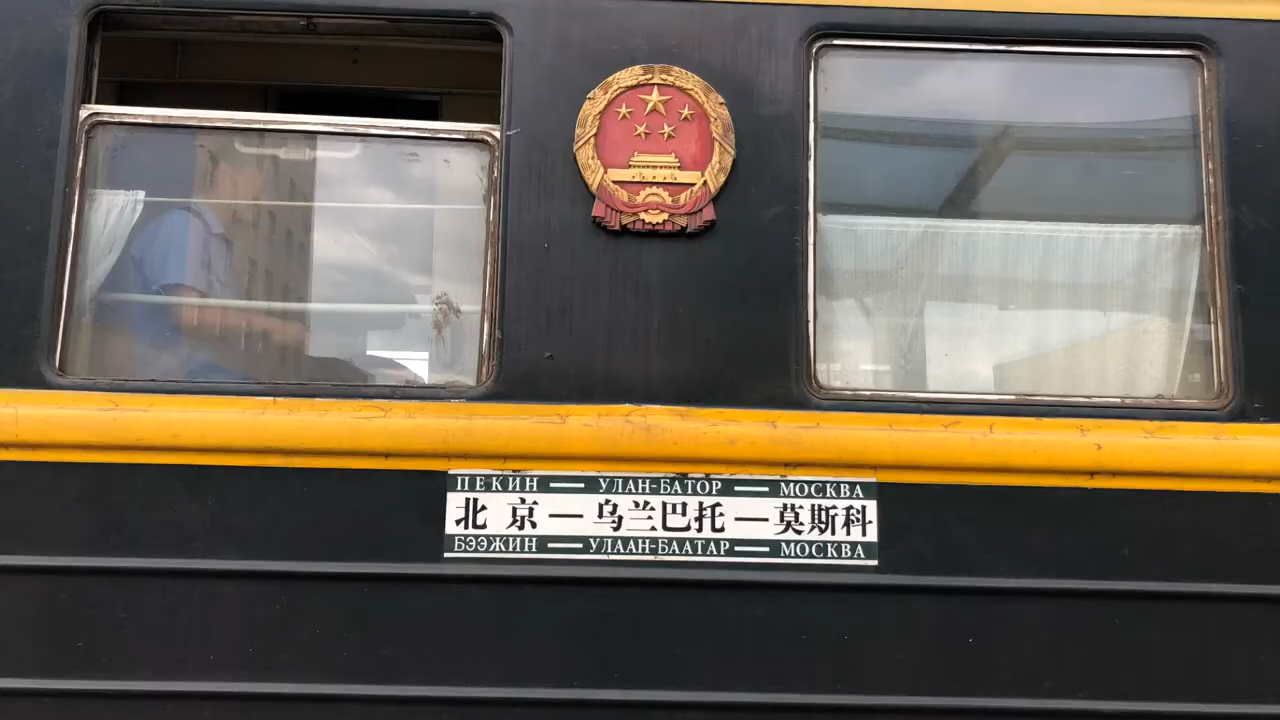 ПЕКИН — УЛАН-БАТОР — МОСКВА
北京—乌兰巴托—莫斯科
БЭЭЖИН — УЛААН-БААТАР — МОСКВА